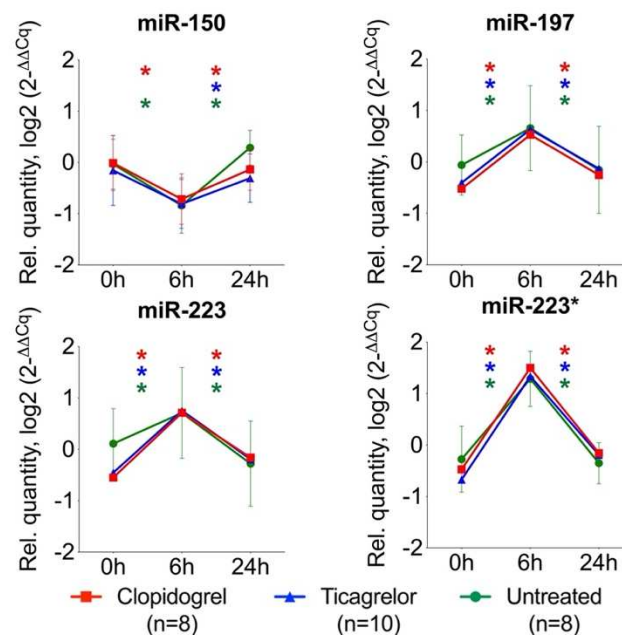 miR-150
Rel. quantity, log2 (2-ΔΔCq)
2
1
0
-1
-2
* *
*
* *
0h 6h 24h
miR-197
Rel. quantity, log2 (2-ΔΔCq)
2
1
0
-1
-2
* *
* *
* *
0h 6h 24h
miR-223
Rel. quantity, log2 (2-ΔΔCq)
2
1
0
-1
-2
* *
* *
* *
0h 6h 24h
miR-223*
Rel. quantity, log2 (2-ΔΔCq)
2
1
0
-1
-2
* *
* *
* *
0h 6h 24h
Clopidogrel Ticagrelor Untreated
(n=8) (n=10) (n=8)